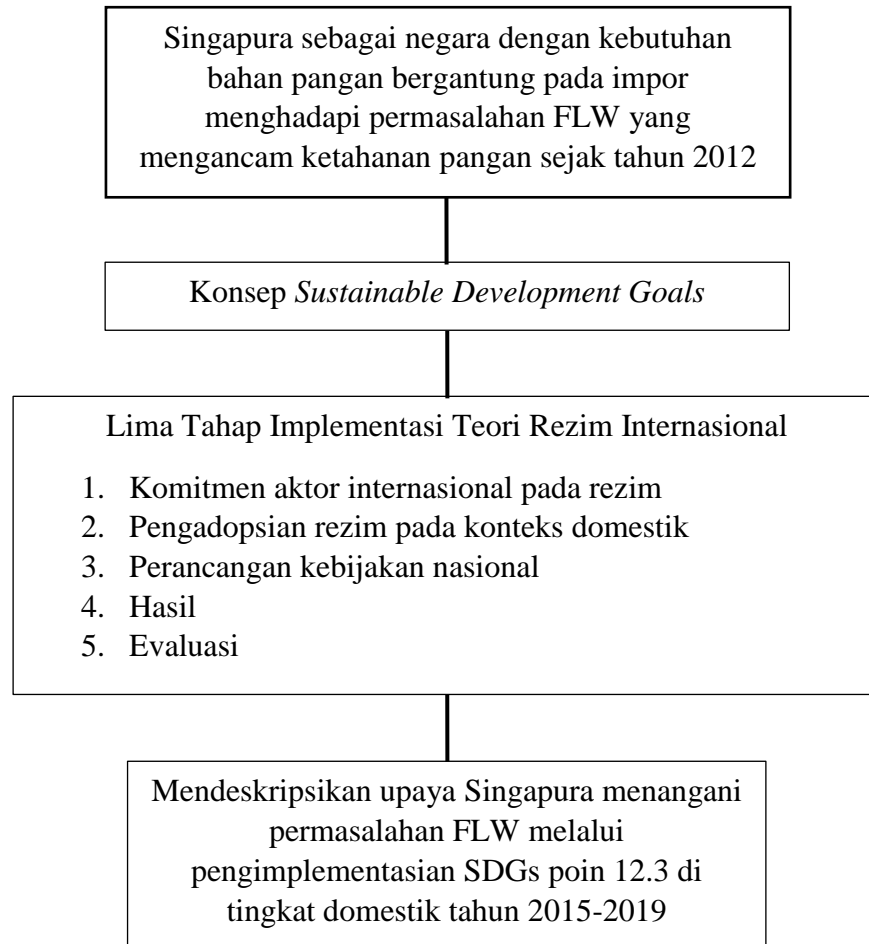 Singapura sebagai negara dengan kebutuhan
bahan pangan bergantung pada impor
menghadapi permasalahan FLW yang
mengancam ketahanan pangan sejak tahun 2012
Konsep Sustainable Development Goals
Lima Tahap Implementasi Teori Rezim Internasional
1. Komitmen aktor internasional pada rezim
2. Pengadopsian rezim pada konteks domestik
3. Perancangan kebijakan nasional
4. Hasil
5. Evaluasi
Mendeskripsikan upaya Singapura menangani
permasalahan FLW melalui
pengimplementasian SDGs poin 12.3 di
tingkat domestik tahun 2015-2019